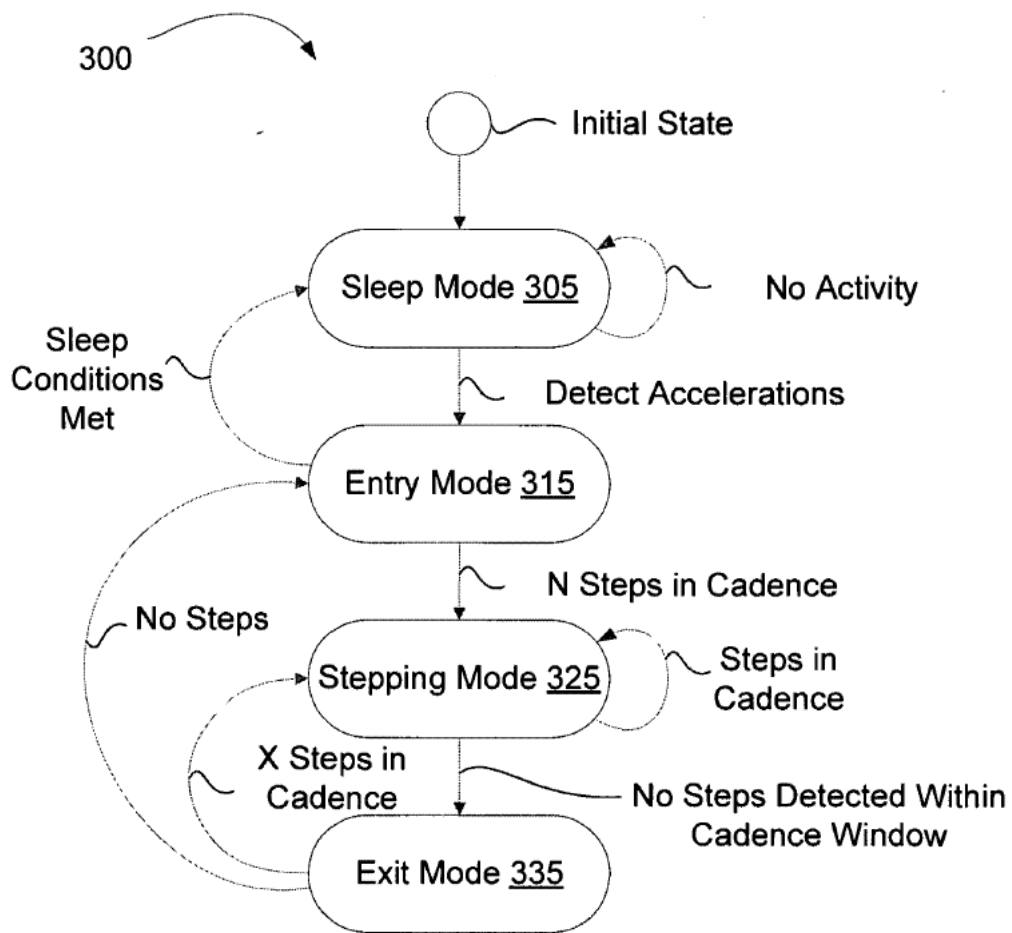 300
Initial State
Sleep Mode 305
No Activity
Sleep
Conditions
Met
Detect Accelerations
Entry Mode 315
N Steps in Cadence
No Steps
Stepping Mode 325
Steps in
Cadence
X Steps in
Cadence
No Steps Detected Within
Cadence Window
Exit Mode 335